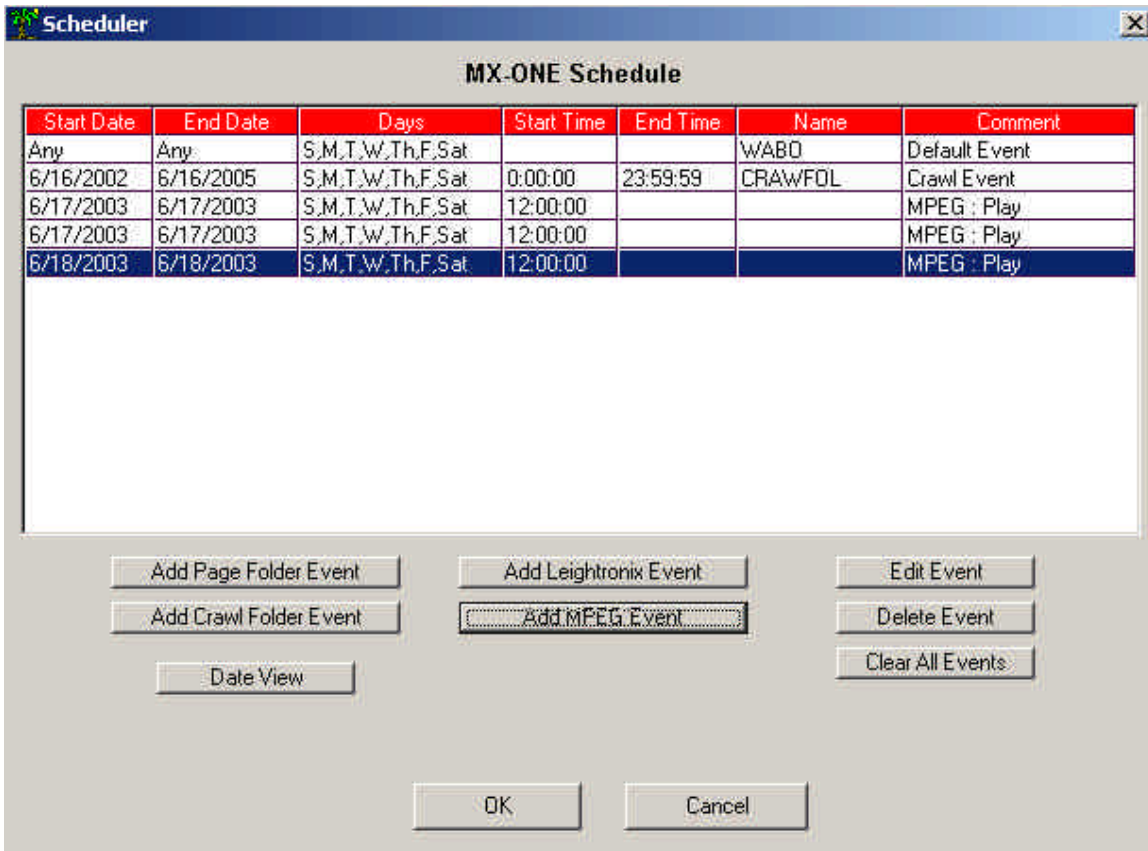 Scheduler
MX-ONE Schedule
Start Date End Date Days Start Time End Time Name Comment
Any Any S,M,T,W,Th,F,Sat WABO Default Event
6/16/2002 6/16/2005 S,M,T,W,Th,F,Sat 0:00:00 23:59:59 CRAWFOL Crawl Event
6/17/2003 6/17/2003 S,M,T,W,Th,F,Sat 12:00:00 MPEG : Play
6/17/2003 6/17/2003 S,M,T,W,Th,F,Sat 12:00:00 MPEG : Play
6/18/2003 6/18/2003 S,M,T,W,Th,F,Sat 12:00:00 MPEG : Play
Add Page Folder Event Add Leightronix Event Edit Event
Add Crawl Folder Event Add MPEG Event Delete Event
Date View Clear All Events
OK Cancel